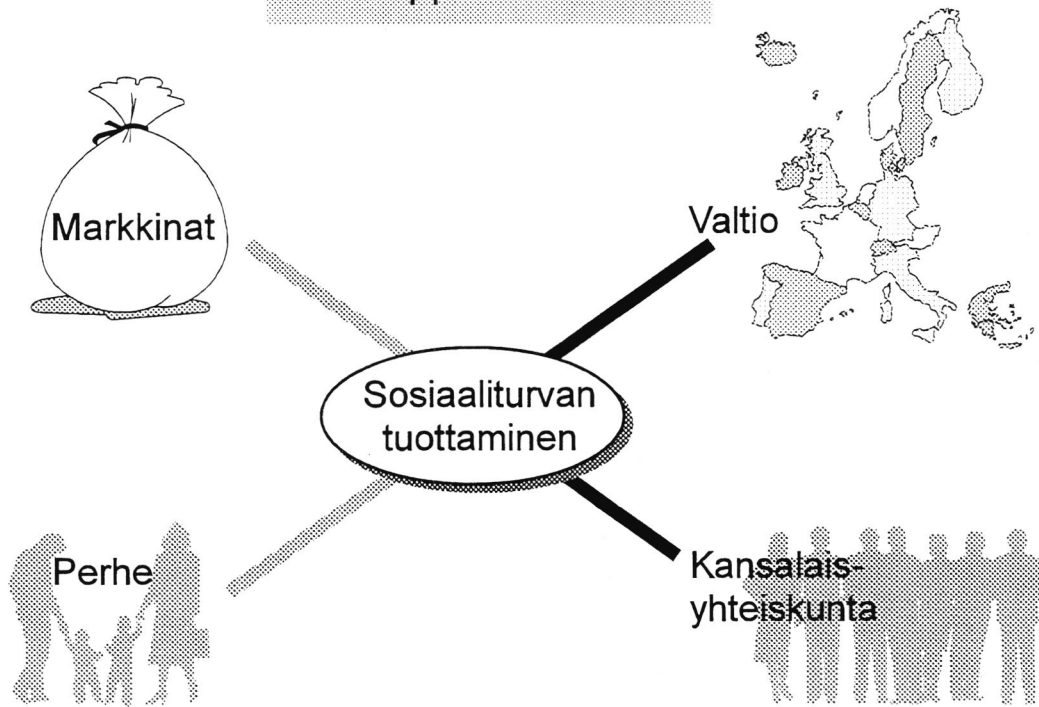 Markkinat
Valtio
Sosiaaliturvan
tuottaminen
Perhe
Kansalais-
yhteiskunta